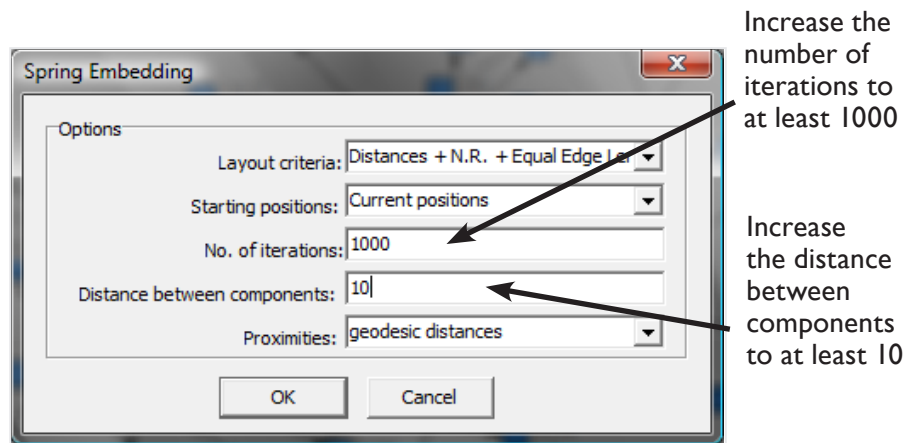 Increase the
number of
iterations to
at least 1000
Spring Embedding
Options
Layout criteria: Distances + N.R. + Equal Edge Ler
Starting positions: Current positions
No. of iterations: 1000
Distance between components: 10
Proximities: geodesic distances
OK Cancel
Increase
the distance
between
components
to at least 10